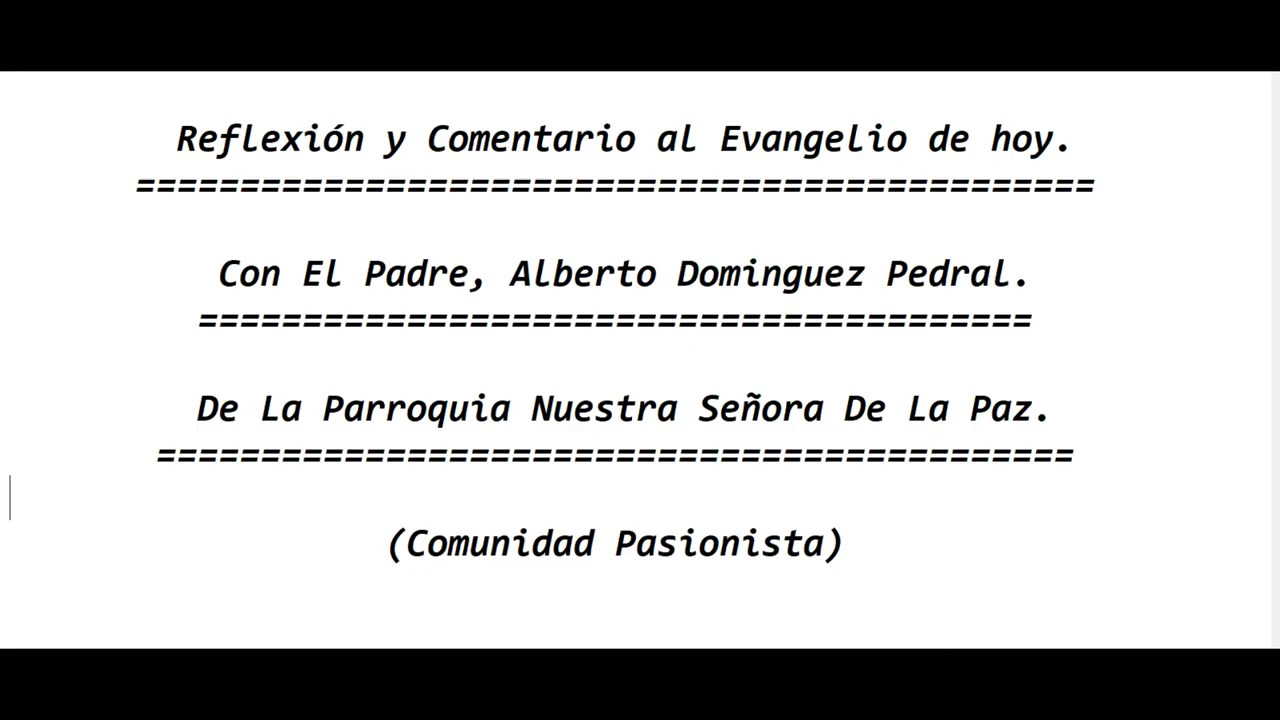 Reflexión y Comentario al Evangelio de hoy.
==============================================
Con El Padre, Alberto Dominguez Pedral.
========================================
De La Parroquia Nuestra Señora De La Paz.
============================================
(Comunidad Pasionista)